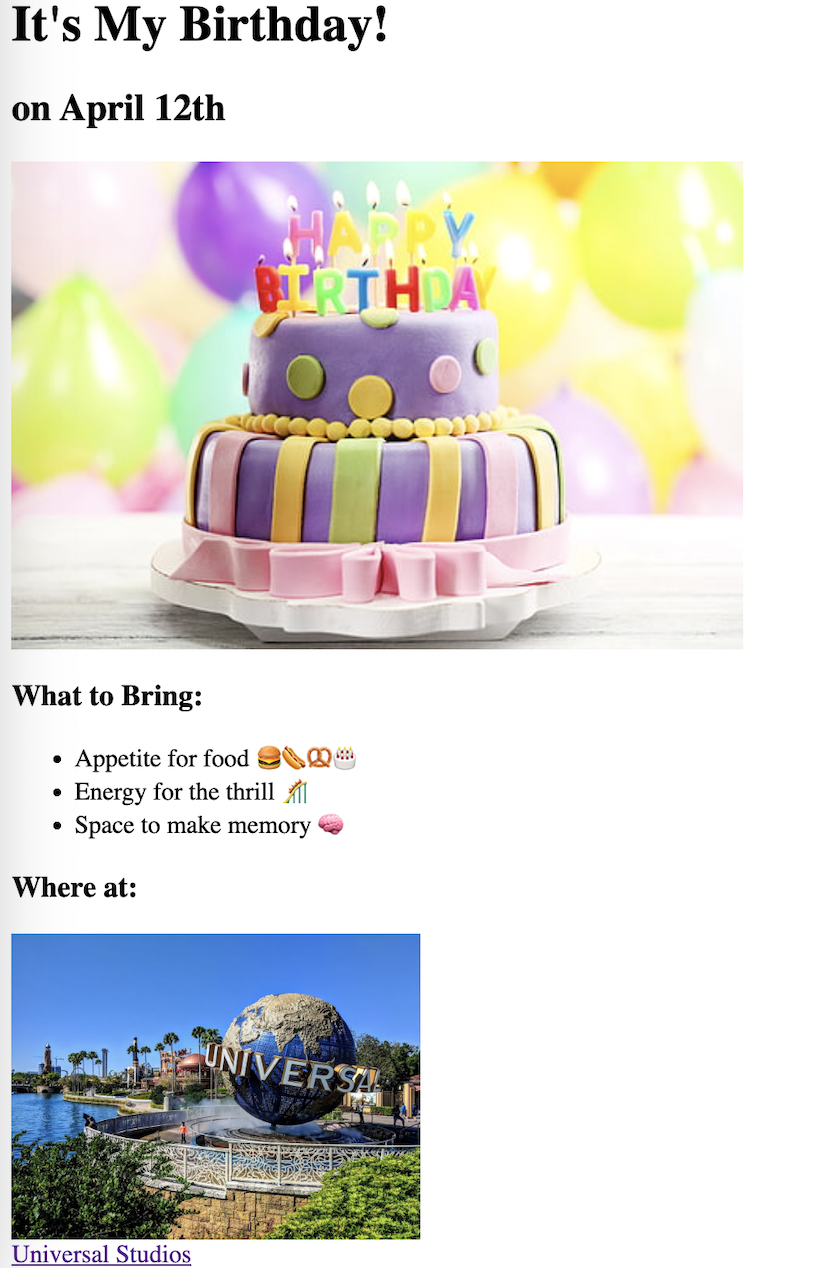 It's My Birthday!
on April 12th
HAPPY
BIRTHDAY
What to Bring:
• Appetite for food 🍔🌭🥨🎂
• Energy for the thrill 🎢
• Space to make memory 🧠
Where at:
UNIVERSAL
Universal Studios